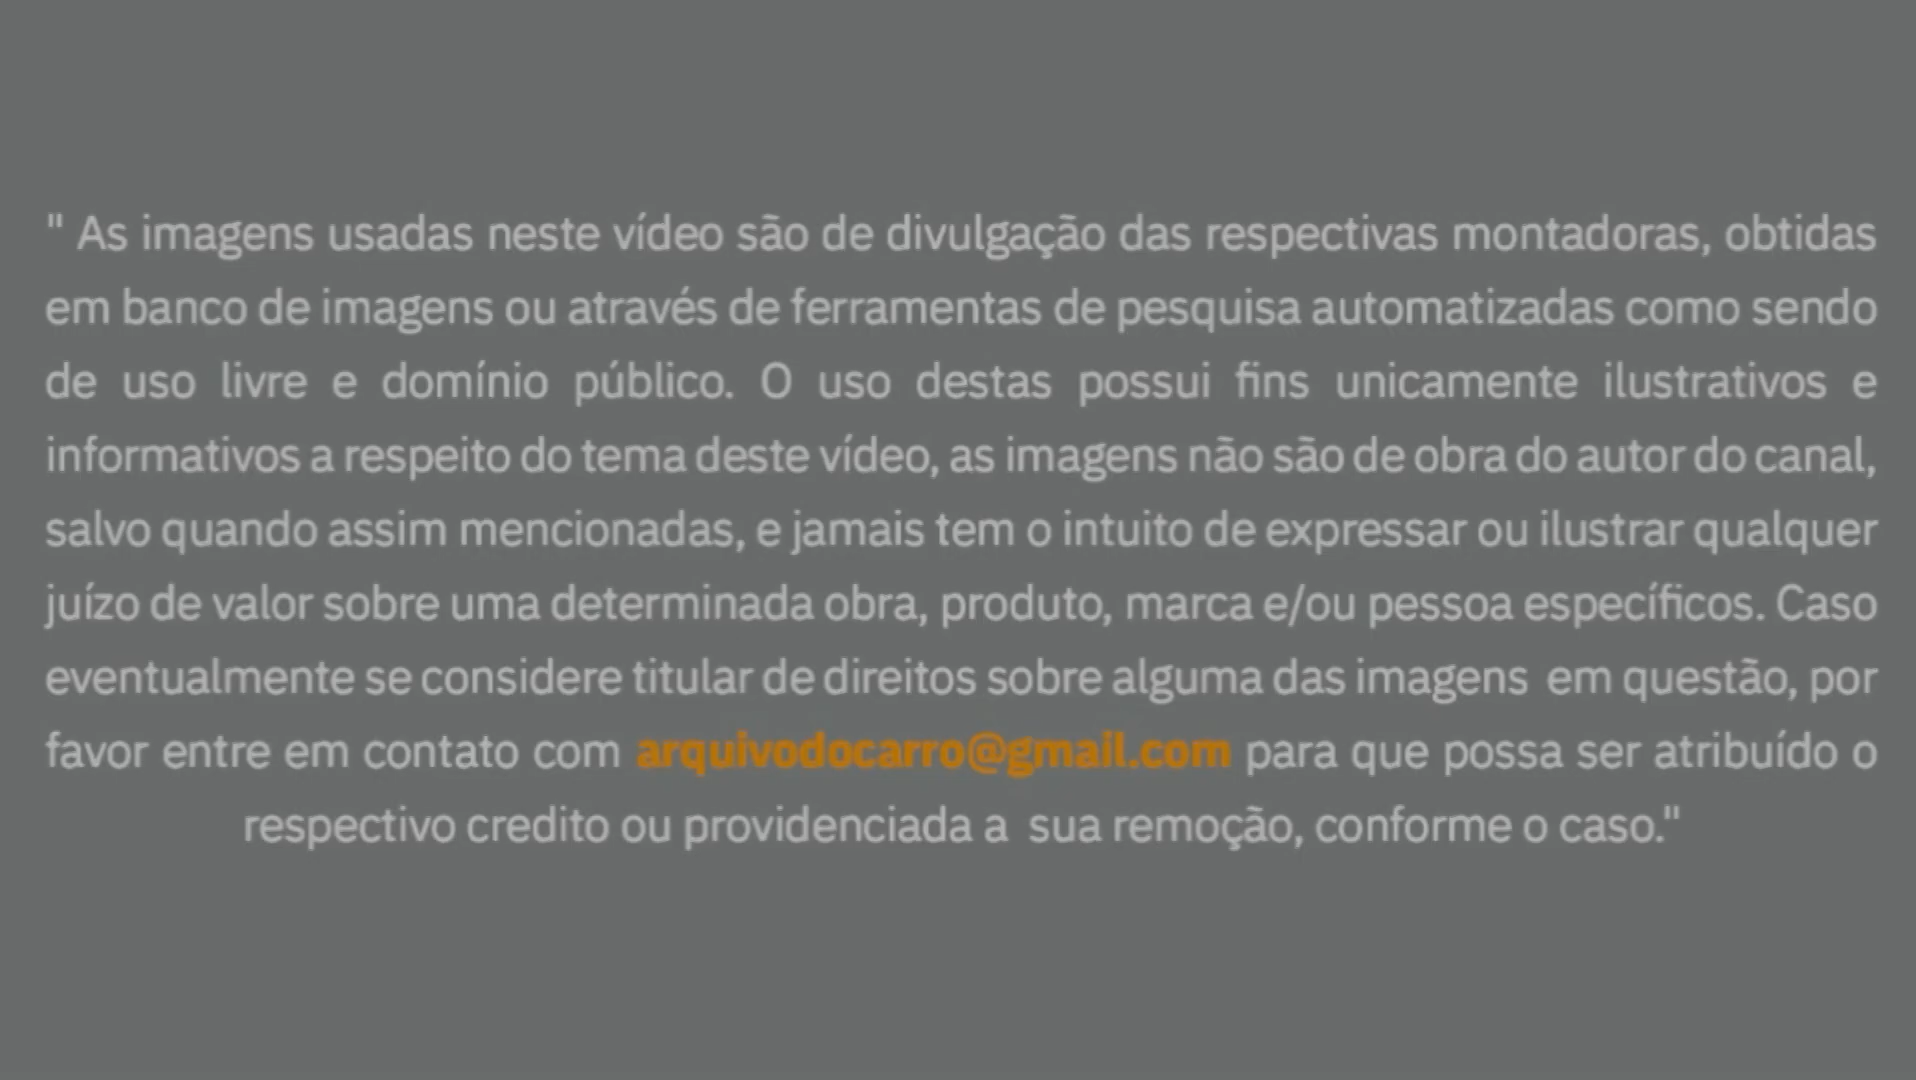 " As imagens usadas neste vídeo são de divulgação das respectivas montadoras, obtidas
em banco de imagens ou através de ferramentas de pesquisa automatizadas como sendo
de uso livre e domínio público. O uso destas possui fins unicamente ilustrativos e
informativos a respeito do tema deste vídeo, as imagens não são de obra do autor do canal,
salvo quando assim mencionadas, e jamais tem o intuito de expressar ou ilustrar qualquer
juízo de valor sobre uma determinada obra, produto, marca e/ou pessoa específicos. Caso
eventualmente se considere titular de direitos sobre alguma das imagens em questão, por
favor entre em contato com arquivodocarro@gmail.com para que possa ser atribuído o
respectivo credito ou providenciada a sua remoção, conforme o caso."